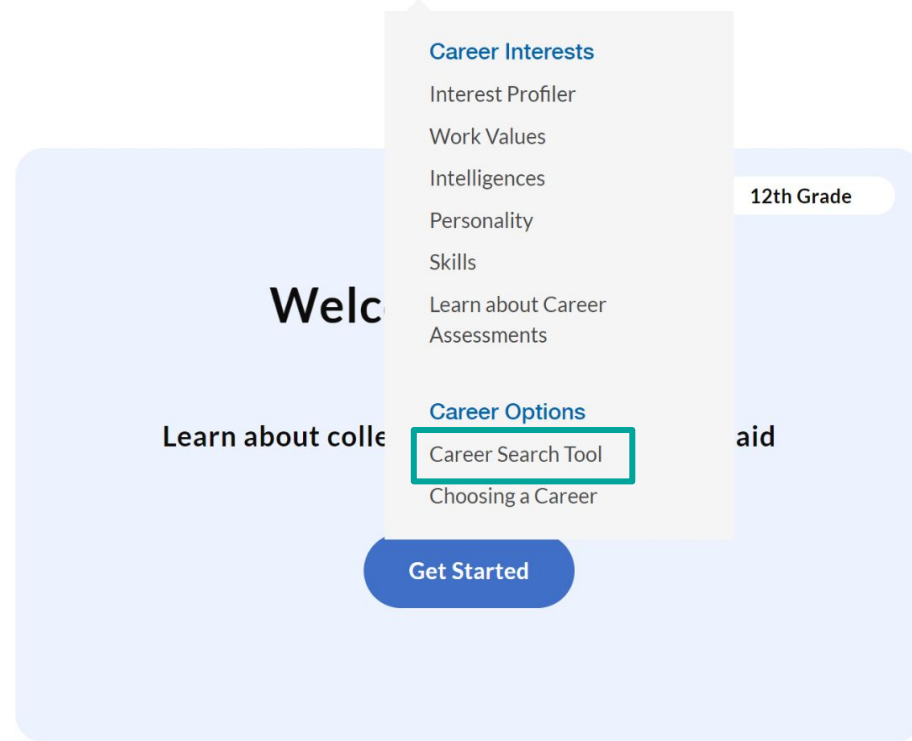 Career Interests
Interest Profiler
Work Values
Intelligences
12th Grade
Personality
Skills
Welc
Learn about Career
Assessments
Career Options
Learn about colle aid
Career Search Tool
Choosing a Career
Get Started